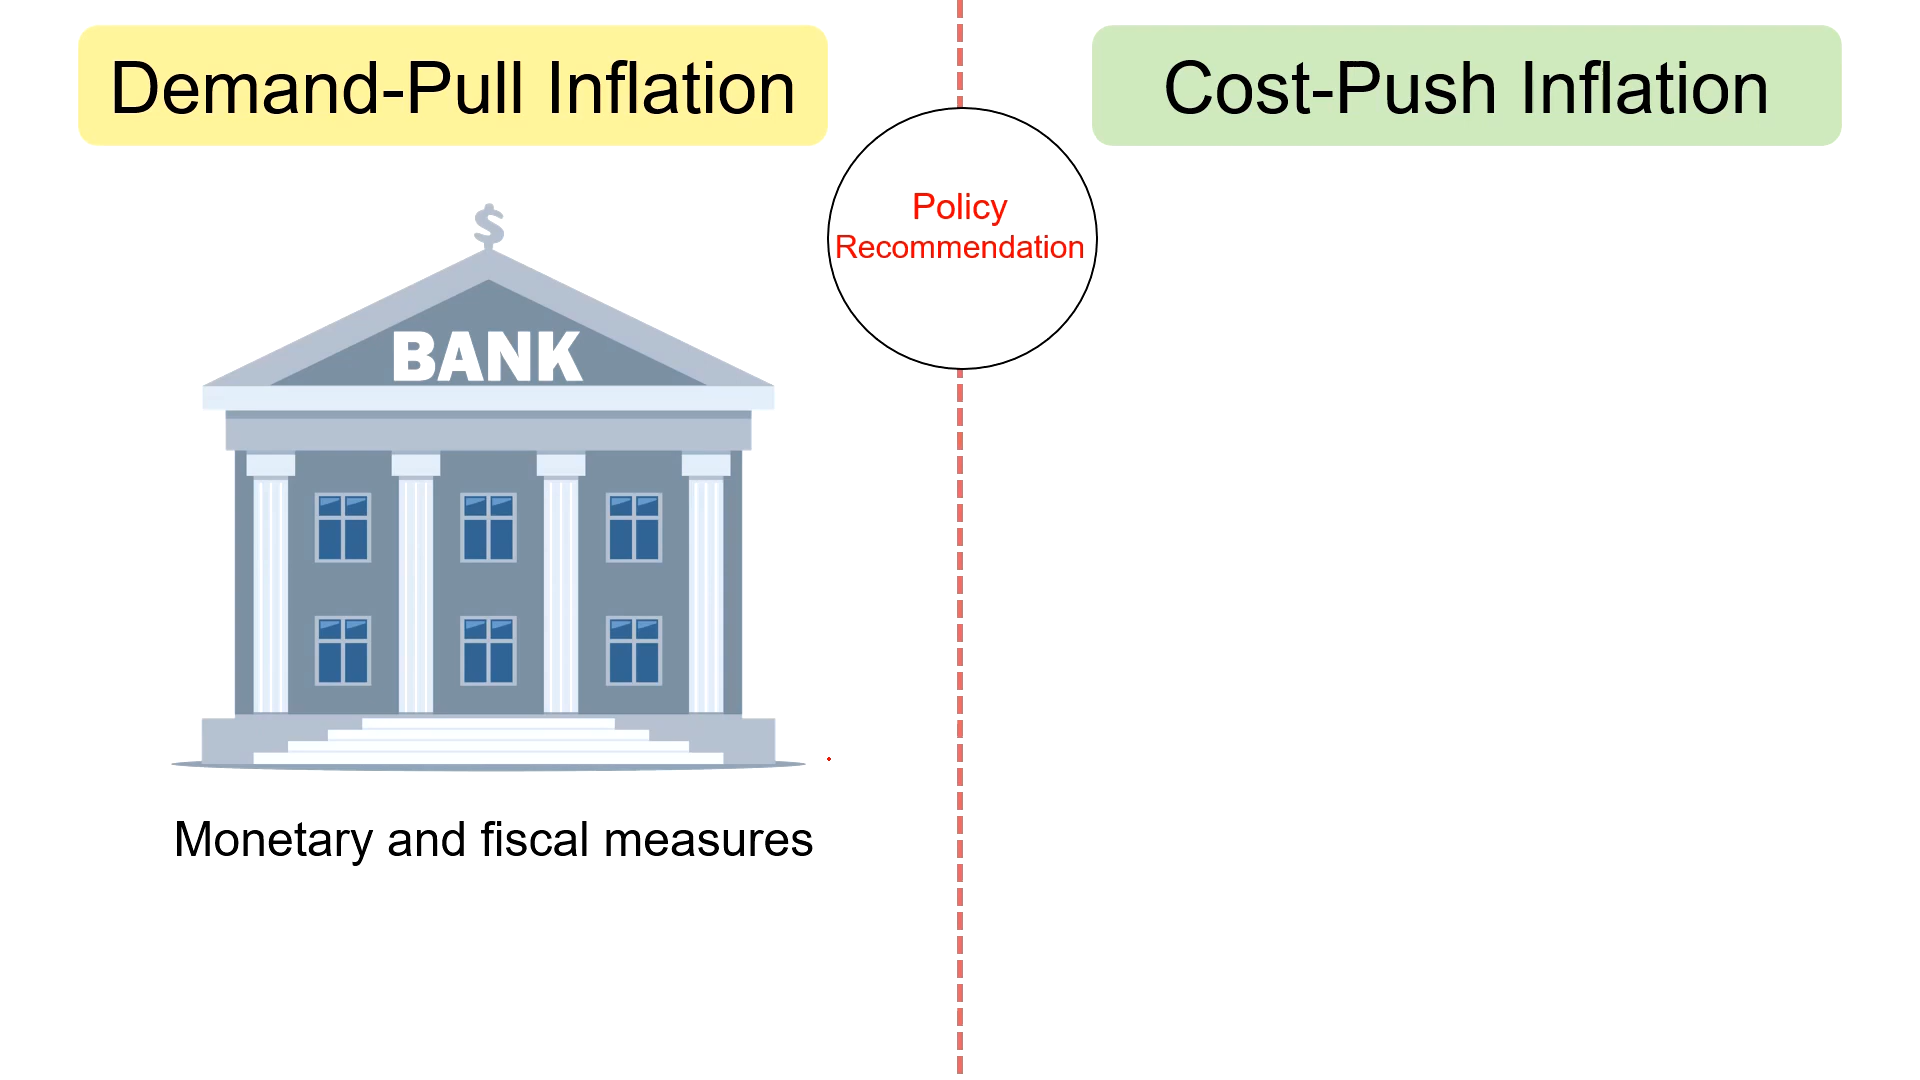 Demand-Pull Inflation
Cost-Push Inflation
Policy
Recommendation
$
BANK
Monetary and fiscal measures